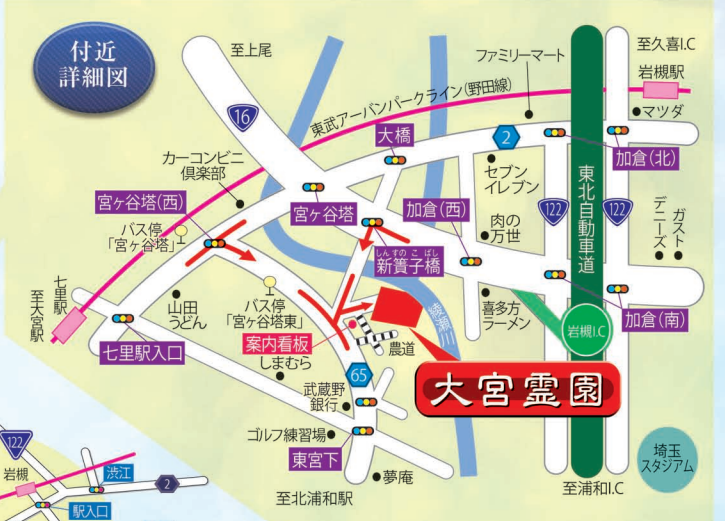 付近
詳細図
至上尾
ファミリーマート
至久喜I.C
岩槻駅
マツダ
16
東武アーバンパークライン(野田線)
大橋
2
加倉(北)
カーコンビニ
倶楽部
セブン
イレブン
宮ヶ谷塔(西)
宮ヶ谷塔
加倉(西)
122
東北自動車道
122
バス停
「宮ヶ谷塔」
しんすのこばし
新簀子橋
肉の
万世
デニーズ
ガスト
七里駅
至大宮駅
山田
うどん
バス停
「宮ヶ谷塔東」
綾瀬川
喜多方
ラーメン
岩槻I.C
加倉(南)
七里駅入口
案内看板
しまむら
農道
65
大宮霊園
武蔵野
銀行
ゴルフ練習場
東宮下
夢庵
至北浦和駅
至浦和I.C
埼玉
スタジアム
122
岩槻
渋江
2
駅入口